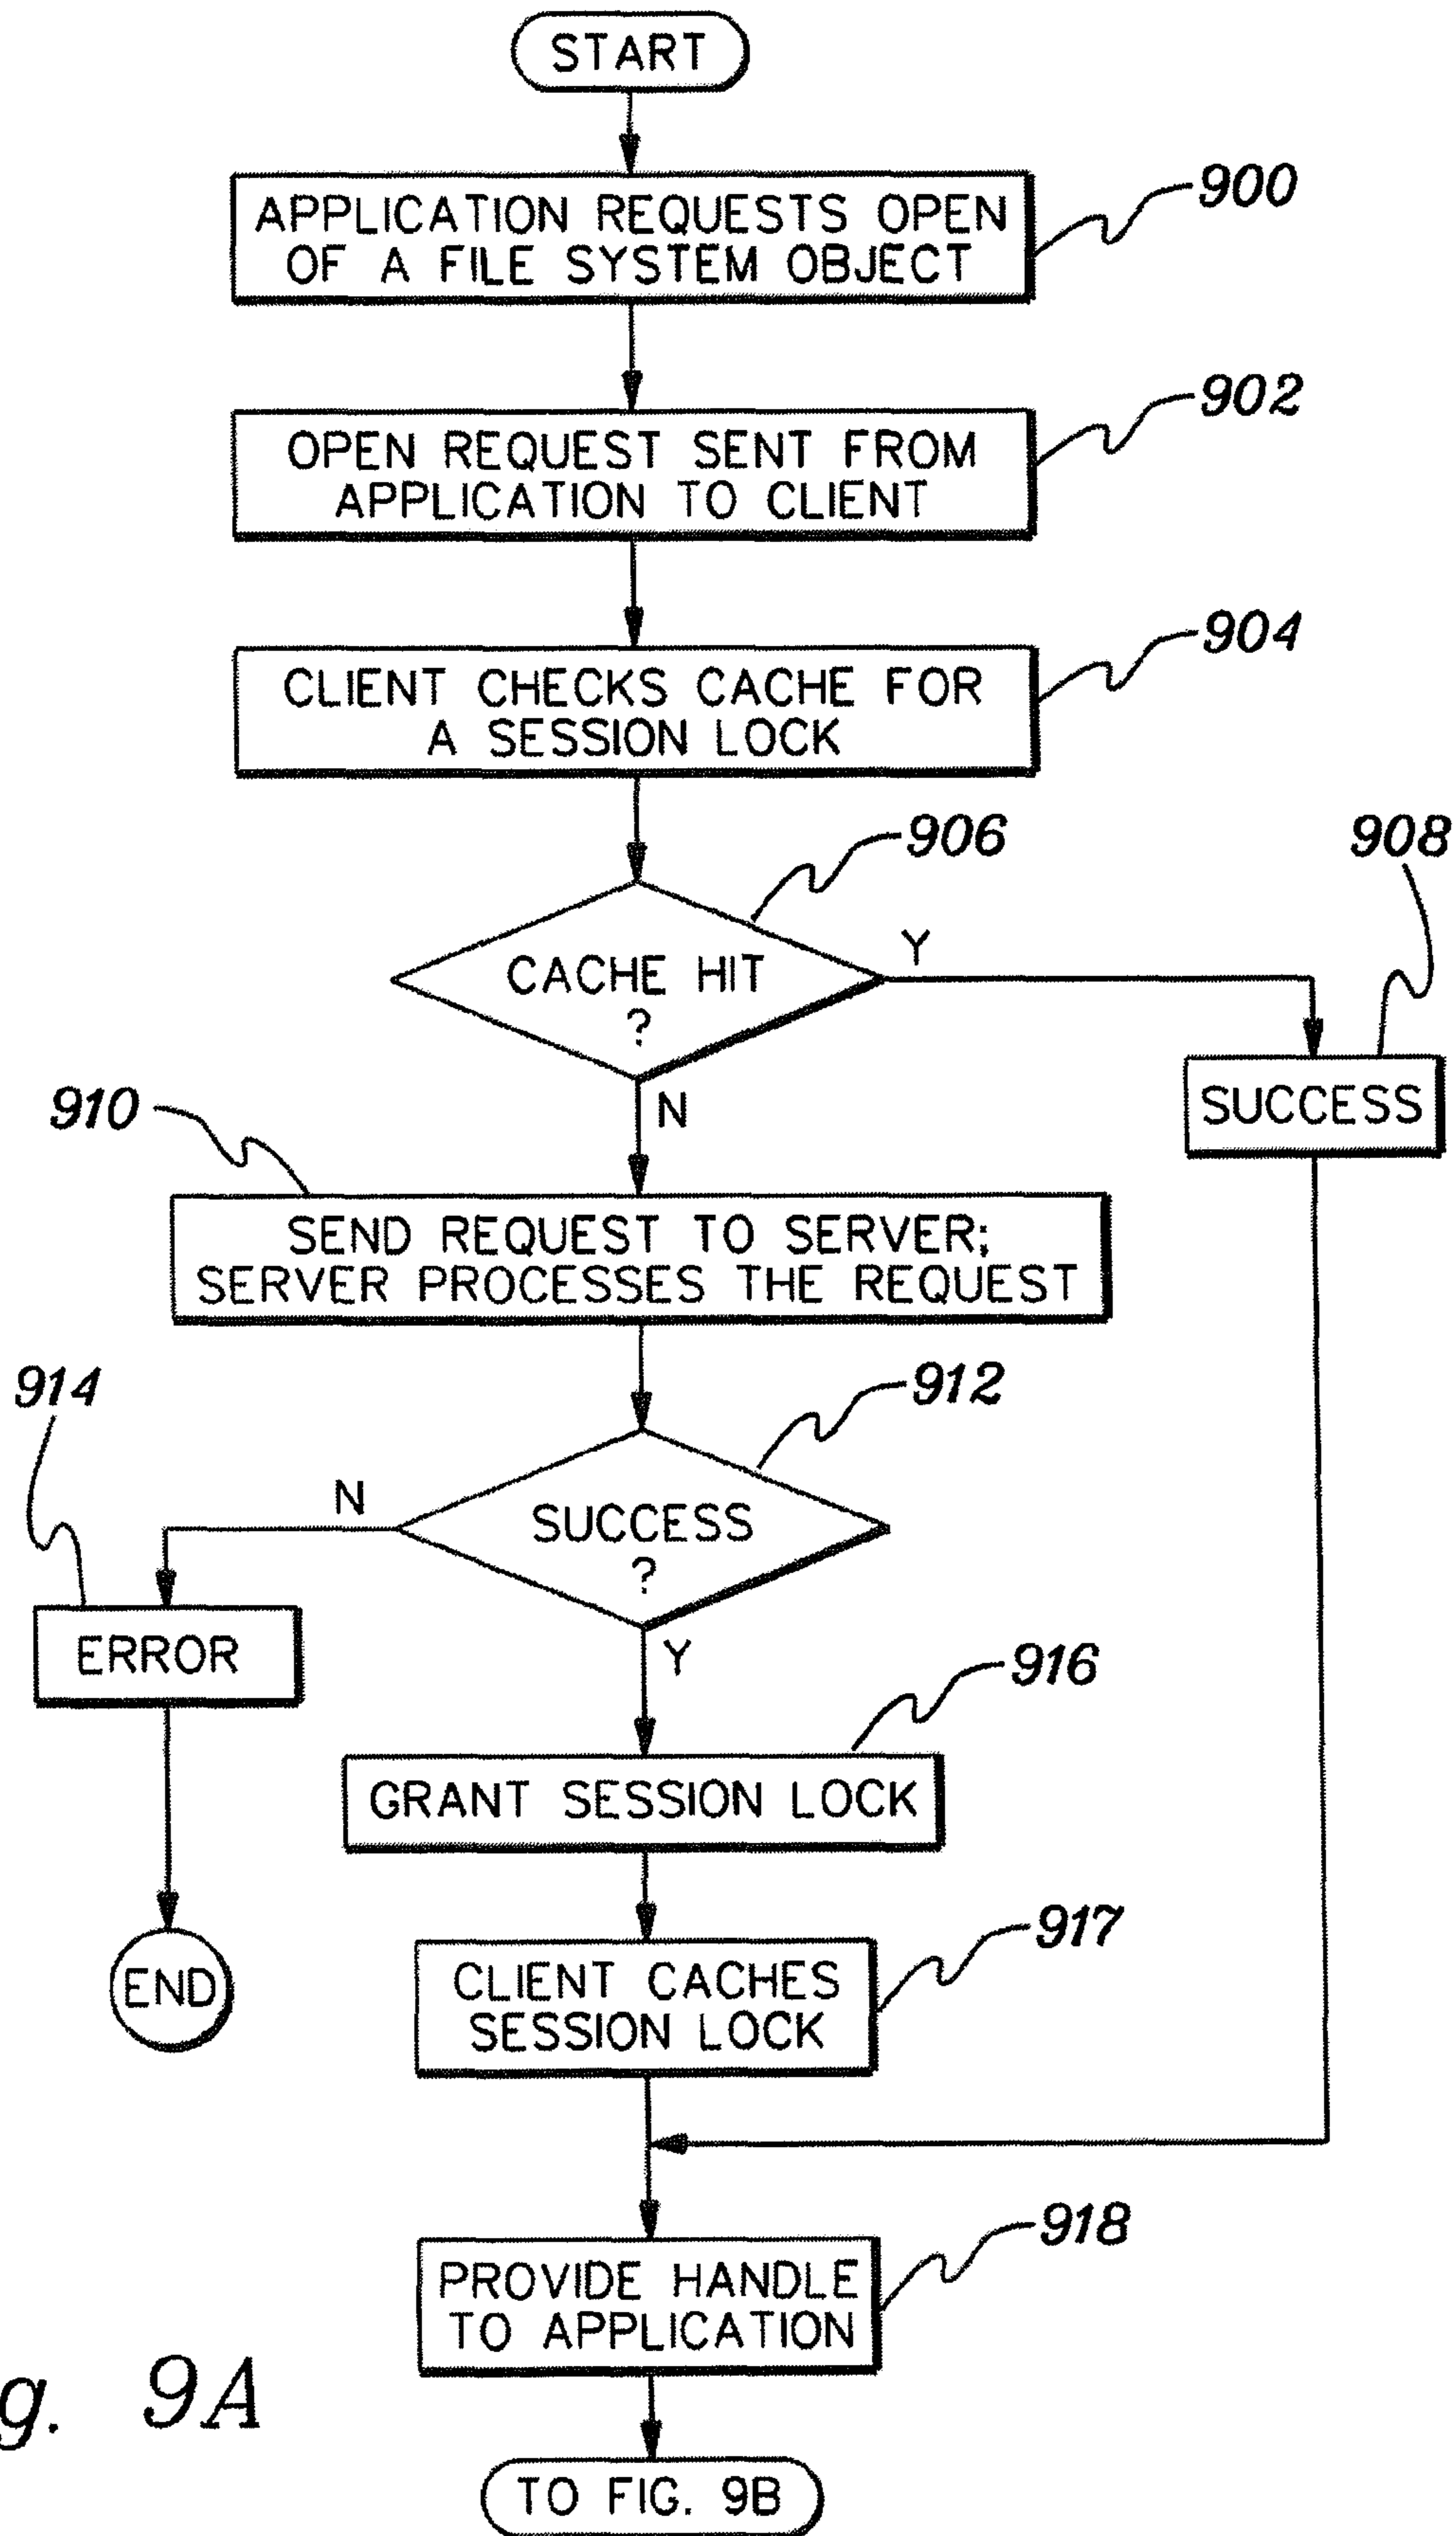 START
900
APPLICATION REQUESTS OPEN
OF A FILE SYSTEM OBJECT
902
OPEN REQUEST SENT FROM
APPLICATION TO CLIENT
904
CLIENT CHECKS CACHE FOR
A SESSION LOCK
906
908
CACHE HIT
?
Y
N
SUCCESS
910
SEND REQUEST TO SERVER;
SERVER PROCESSES THE REQUEST
912
914
SUCCESS
?
N
Y
ERROR
916
GRANT SESSION LOCK
END
917
CLIENT CACHES
SESSION LOCK
918
PROVIDE HANDLE
TO APPLICATION
g. 9A
TO FIG. 9B